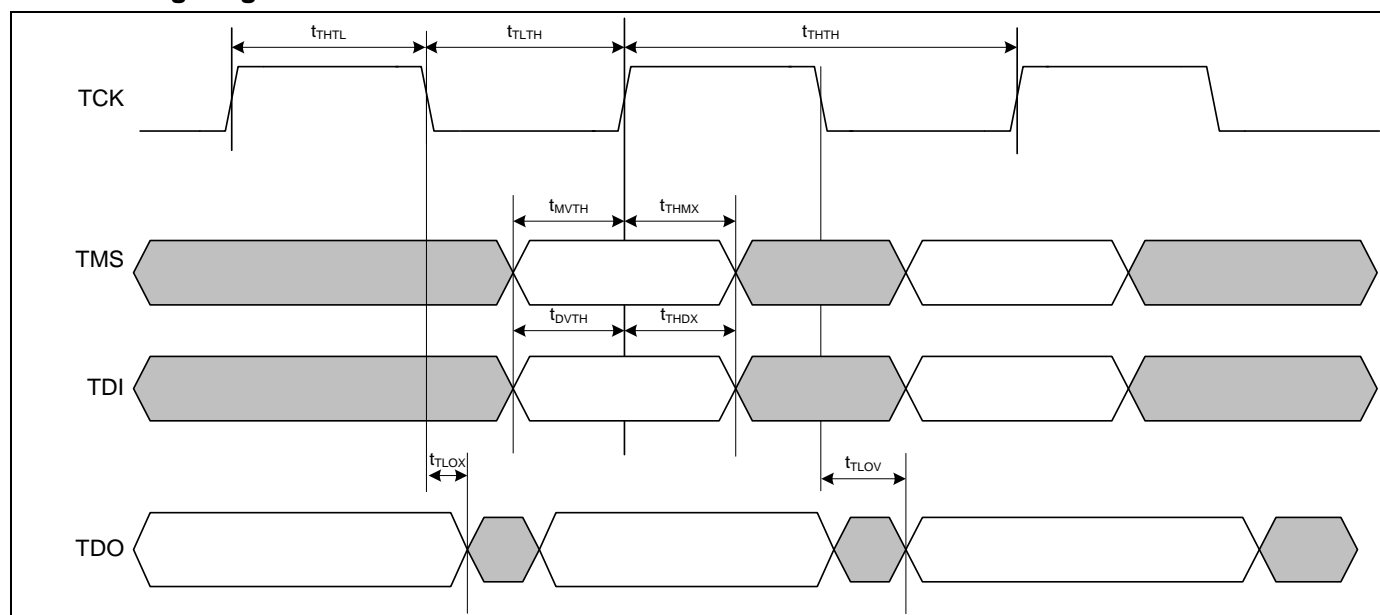 tTHTL tTLTH tTHTH
TCK
tMVTH tTHMX
TMS
tDVTH tTHDX
TDI
tTLOX tTLOV
TDO